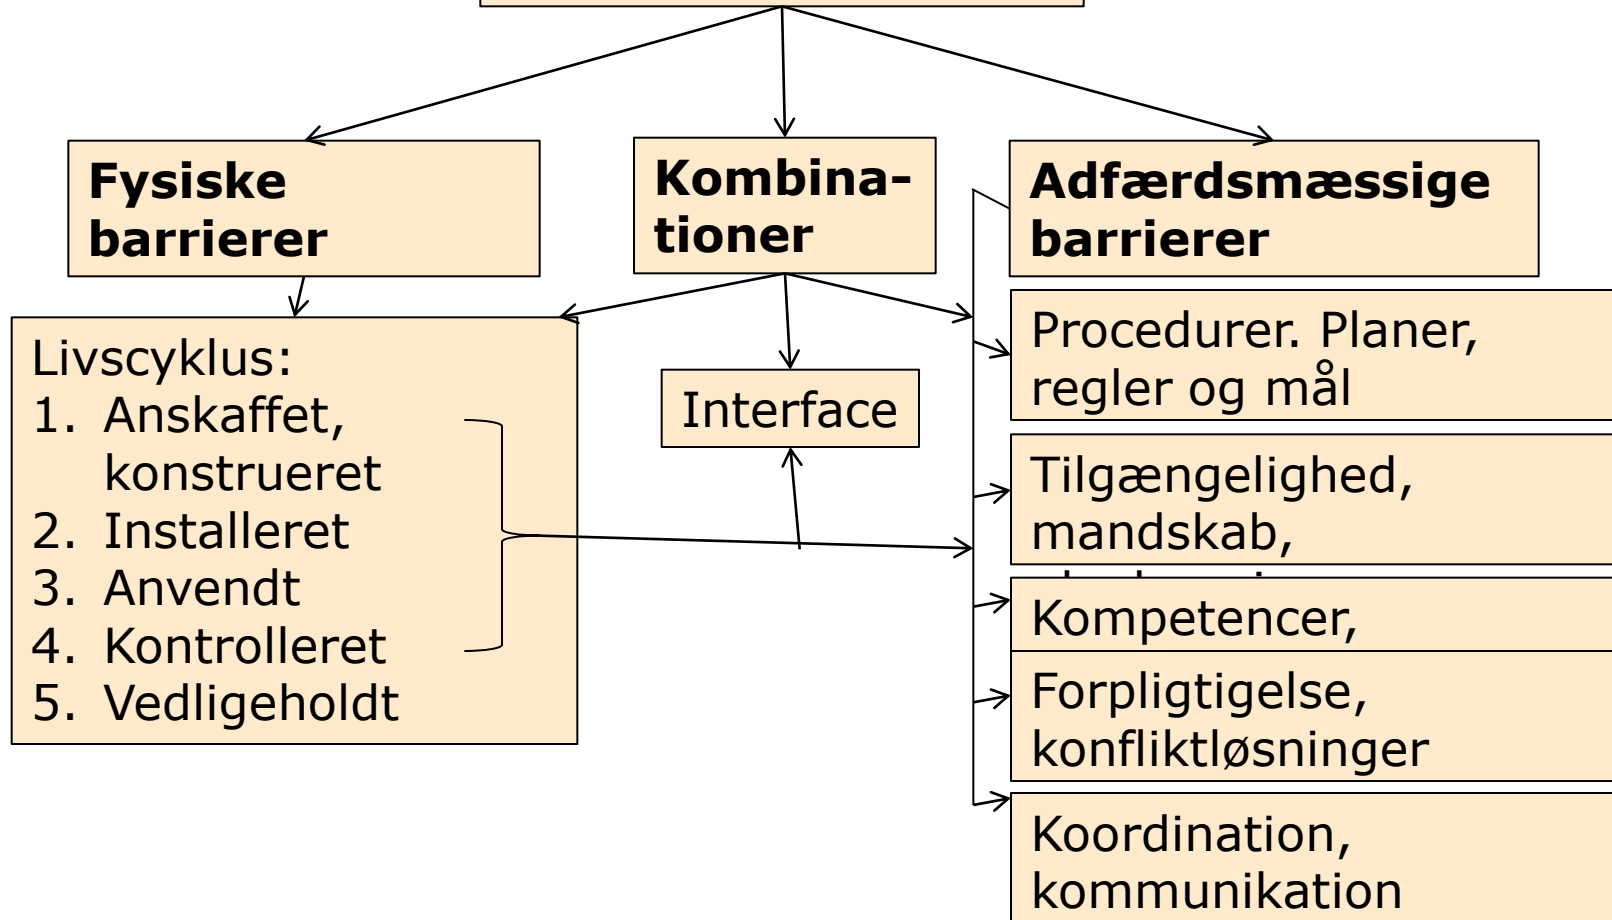 Fysiske
barrierer
Kombina-
tioner
Adfærdsmæssige
barrierer
Livscyklus:
1. Anskaffet,
konstrueret
2. Installeret
3. Anvendt
4. Kontrolleret
5. Vedligeholdt
Interface
Procedurer. Planer,
regler og mål
Tilgængelighed,
mandskab,
Kompetencer,
Forpligtigelse,
konfliktløsninger
Koordination,
kommunikation